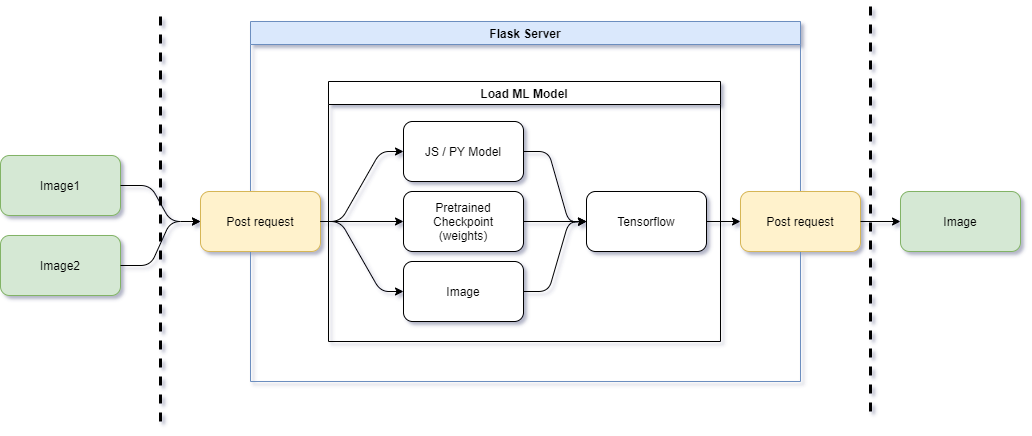 Flask Server
Load ML Model
Image1
Image2
Post request
JS / PY Model
Pretrained
Checkpoint
(weights)
Image
Tensorflow
Post request
Image